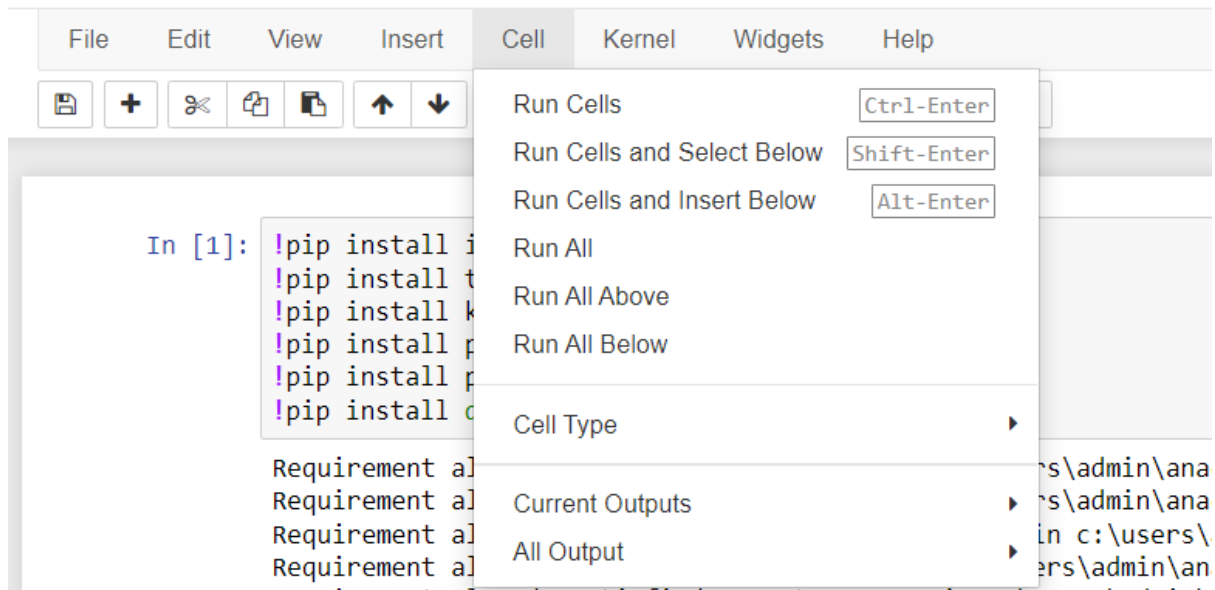 File Edit View Insert Cell Kernel Widgets Help
Run Cells Ctrl-Enter
Run Cells and Select Below Shift-Enter
Run Cells and Insert Below Alt-Enter
Run All
Run All Above
Run All Below
Cell Type
Current Outputs
All Output
In [1]: !pip install i
!pip install t
!pip install k
!pip install p
!pip install p
!pip install
Requirement al rs\admin\ana
Requirement al rs\admin\ana
Requirement al in c:\users\
Requirement al ers\admin\an